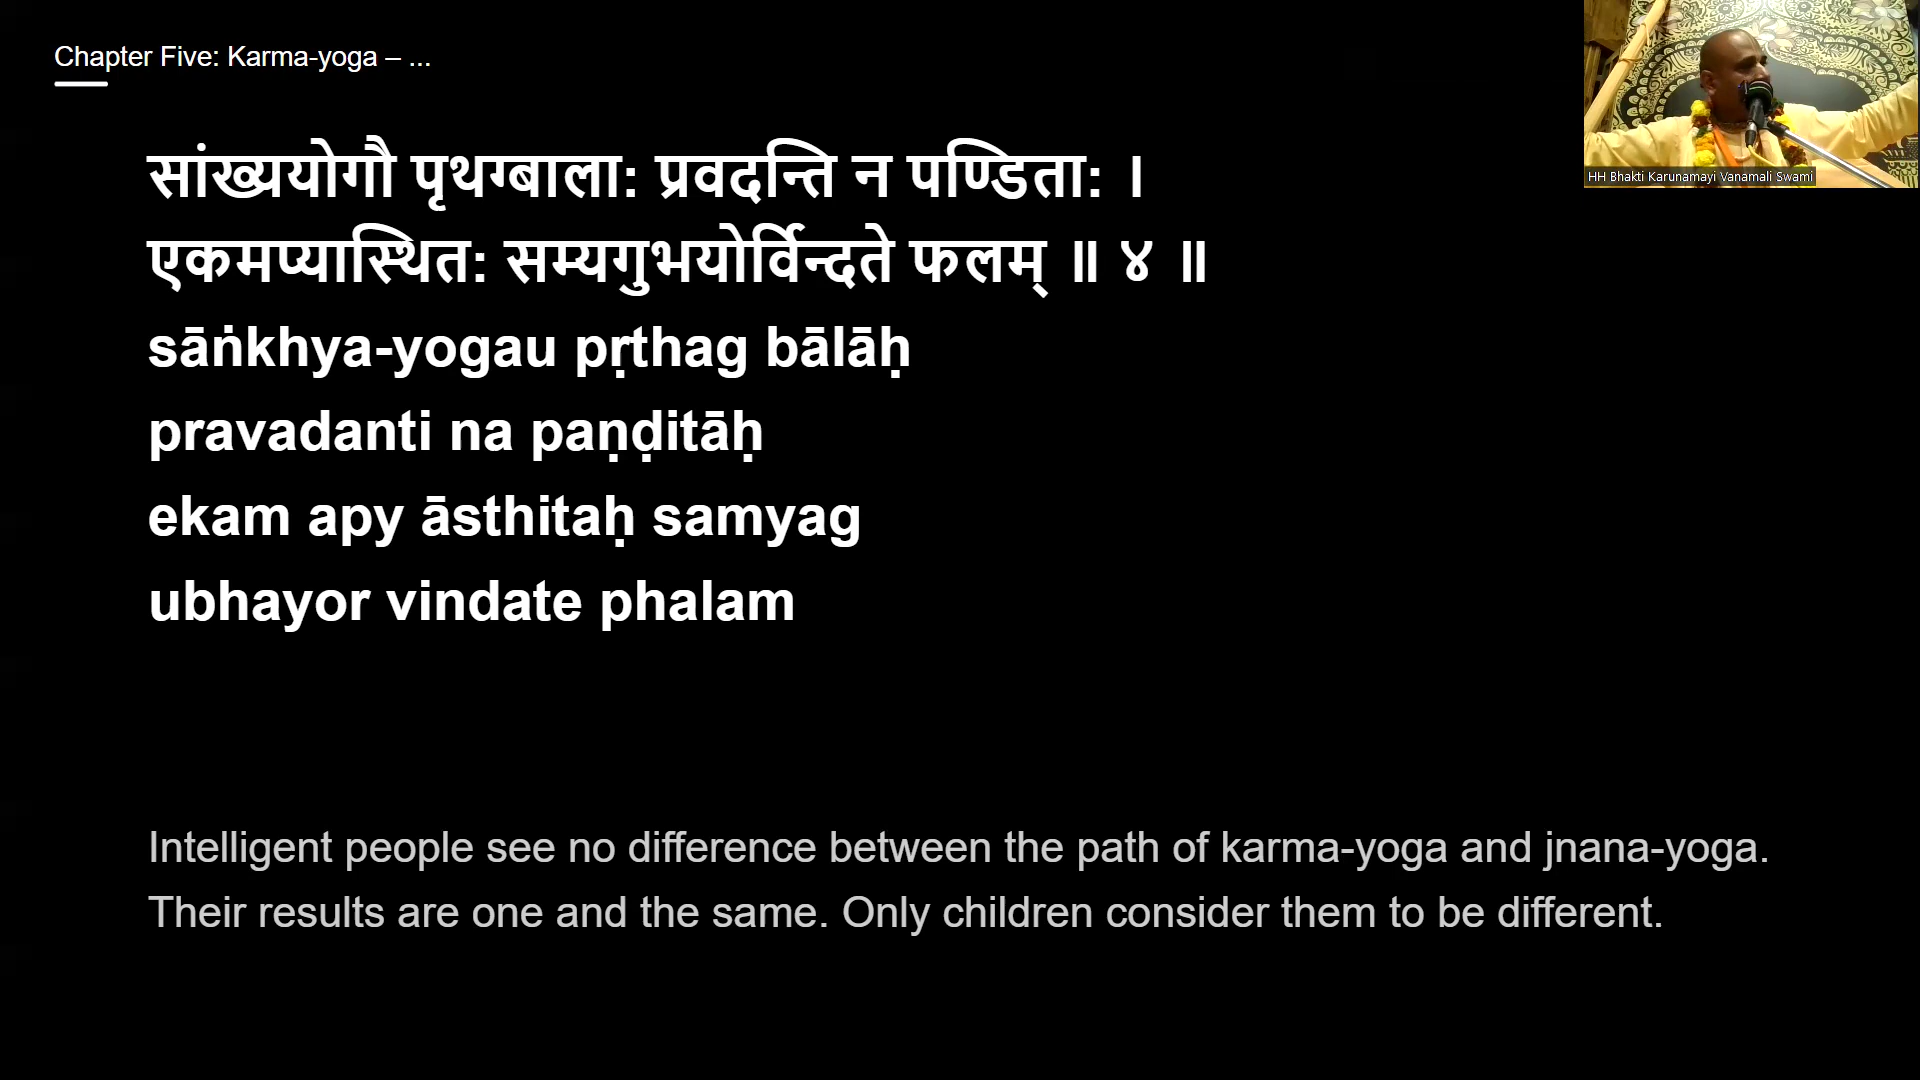 Chapter Five: Karma-yoga – ...
HH Bhakti Karunamayi Vanamali Swami
सांख्ययोगौ पृथग्बालाः प्रवदन्ति न पण्डिताः ।
एकमप्यास्थितः सम्यगुभयोर्विन्दते फलम् ॥ ४ ॥
sāṅkhya-yogau pṛthag bālāḥ
pravadanti na paṇḍitāḥ
ekam apy āsthitaḥ samyag
ubhayor vindate phalam
Intelligent people see no difference between the path of karma-yoga and jnana-yoga.
Their results are one and the same. Only children consider them to be different.